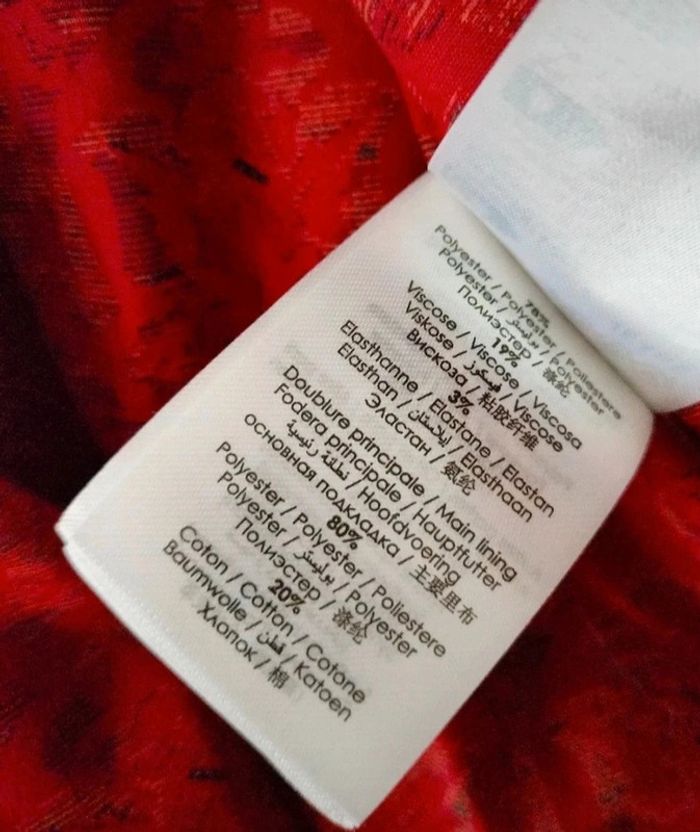 78%
Polyester / Polyester / Poliestere
Polyester / بوليستر / Polyester
Полиэстер / 涤纶
19%
Viscose / Viscose / Viscosa
Viskose / فيسكوز / Viscose
Вискоза / 粘胶纤维
3%
Elasthanne / Elastane / Elastan
Elasthan / إيلاستان / Elasthaan
Эластан / 氨纶
Doublure principale / Main lining
Fodera principale / Hauptfutter
بطانة رئيسية / Hoofdvoering
основная подкладка / 主要里布
80%
Polyester / Polyester / Poliestere
Polyester / بوليستر / Polyester
Полиэстер / 涤纶
20%
Coton / Cotton / Cotone
Baumwolle / قطن / Katoen
Хлопок / 棉